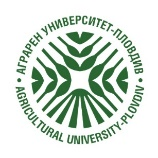 • АГРАРЕН УНИВЕРСИТЕТ-ПЛОВДИВ •
AGRICULTURAL UNIVERSITY-PLOVDIV